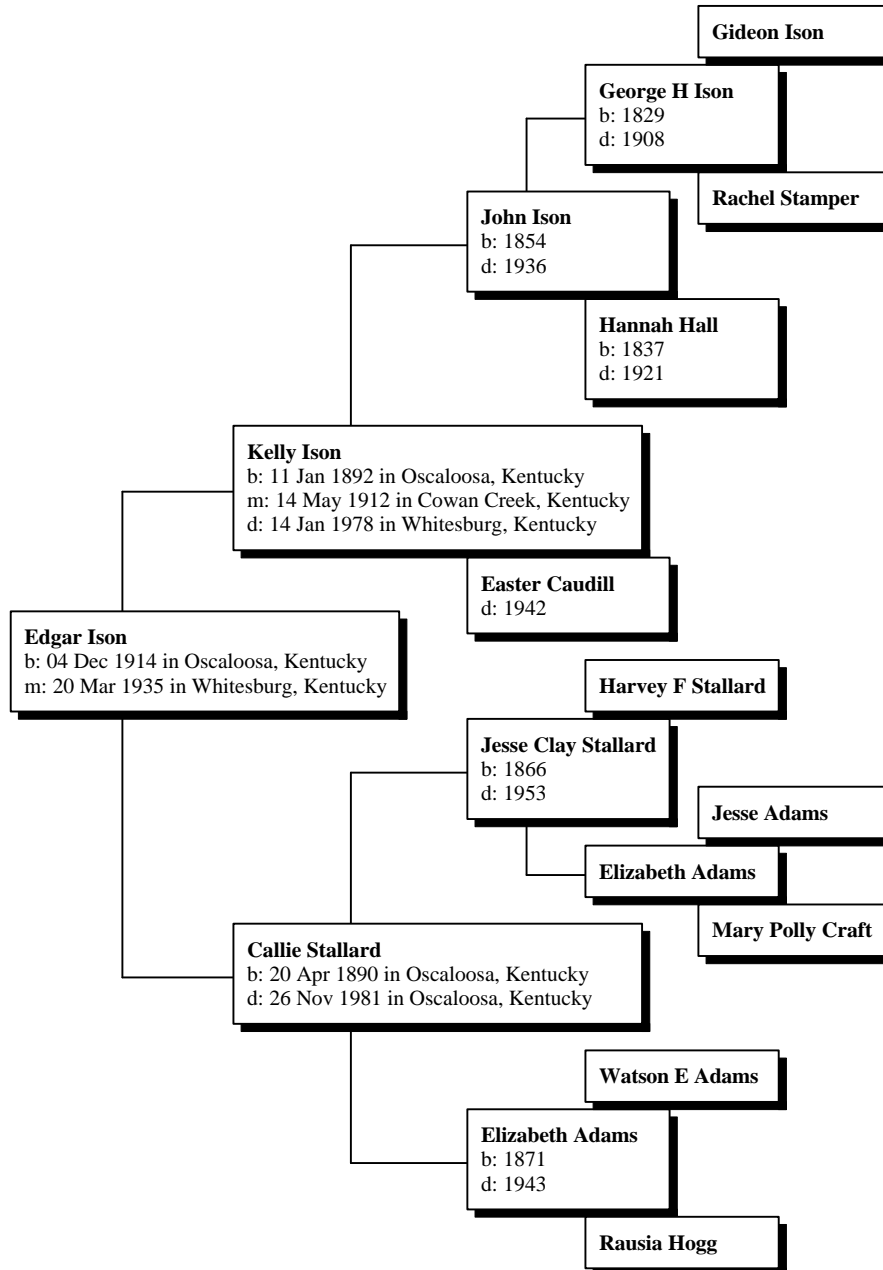 Gideon Ison
George H Ison
b: 1829
d: 1908
Rachel Stamper
John Ison
b: 1854
d: 1936
Hannah Hall
b: 1837
d: 1921
Kelly Ison
b: 11 Jan 1892 in Oscaloosa, Kentucky
m: 14 May 1912 in Cowan Creek, Kentucky
d: 14 Jan 1978 in Whitesburg, Kentucky
Easter Caudill
d: 1942
Edgar Ison
b: 04 Dec 1914 in Oscaloosa, Kentucky
m: 20 Mar 1935 in Whitesburg, Kentucky
Harvey F Stallard
Jesse Clay Stallard
b: 1866
d: 1953
Jesse Adams
Elizabeth Adams
Mary Polly Craft
Callie Stallard
b: 20 Apr 1890 in Oscaloosa, Kentucky
d: 26 Nov 1981 in Oscaloosa, Kentucky
Watson E Adams
Elizabeth Adams
b: 1871
d: 1943
Rausia Hogg